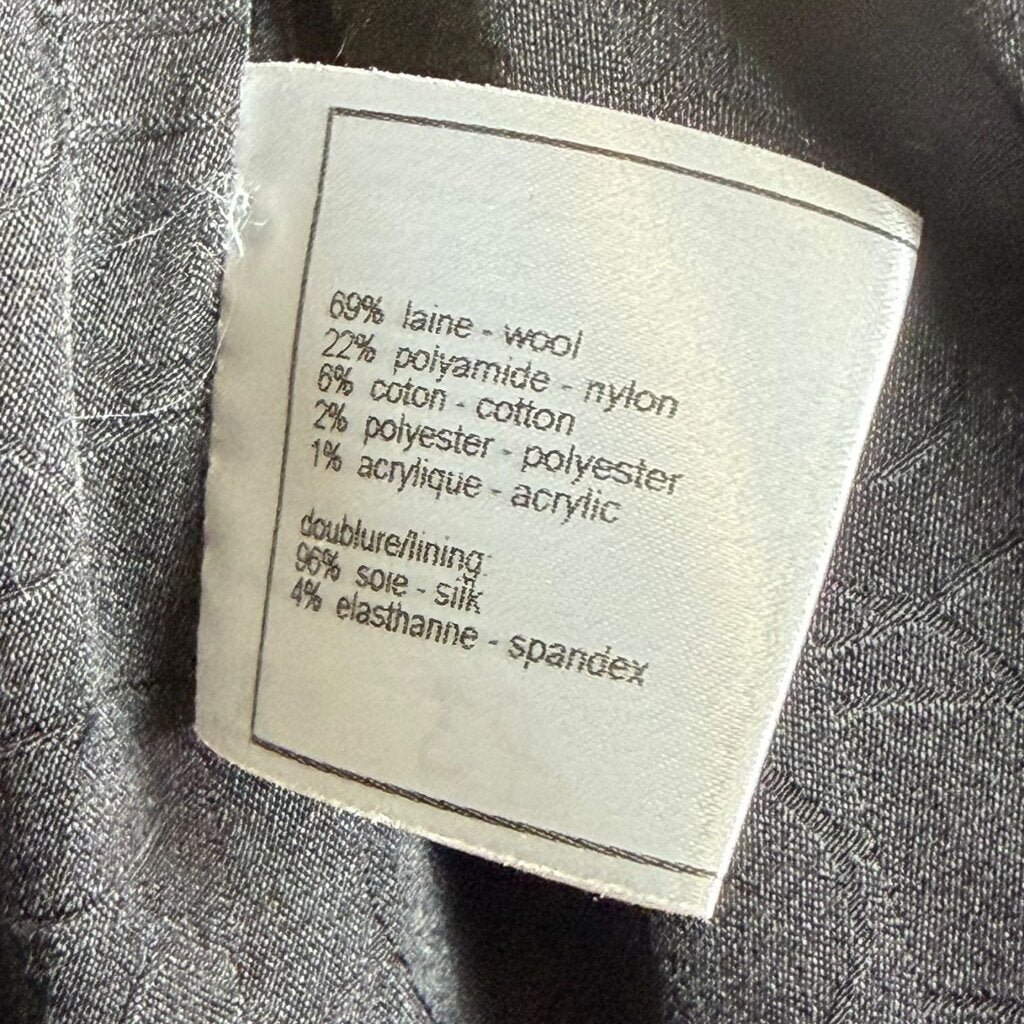 69% laine - wool
22% polyamide - nylon
6% coton - cotton
2% polyester - polyester
1% acrylique - acrylic
doublure/lining:
96% soie - silk
4% elasthanne - spandex